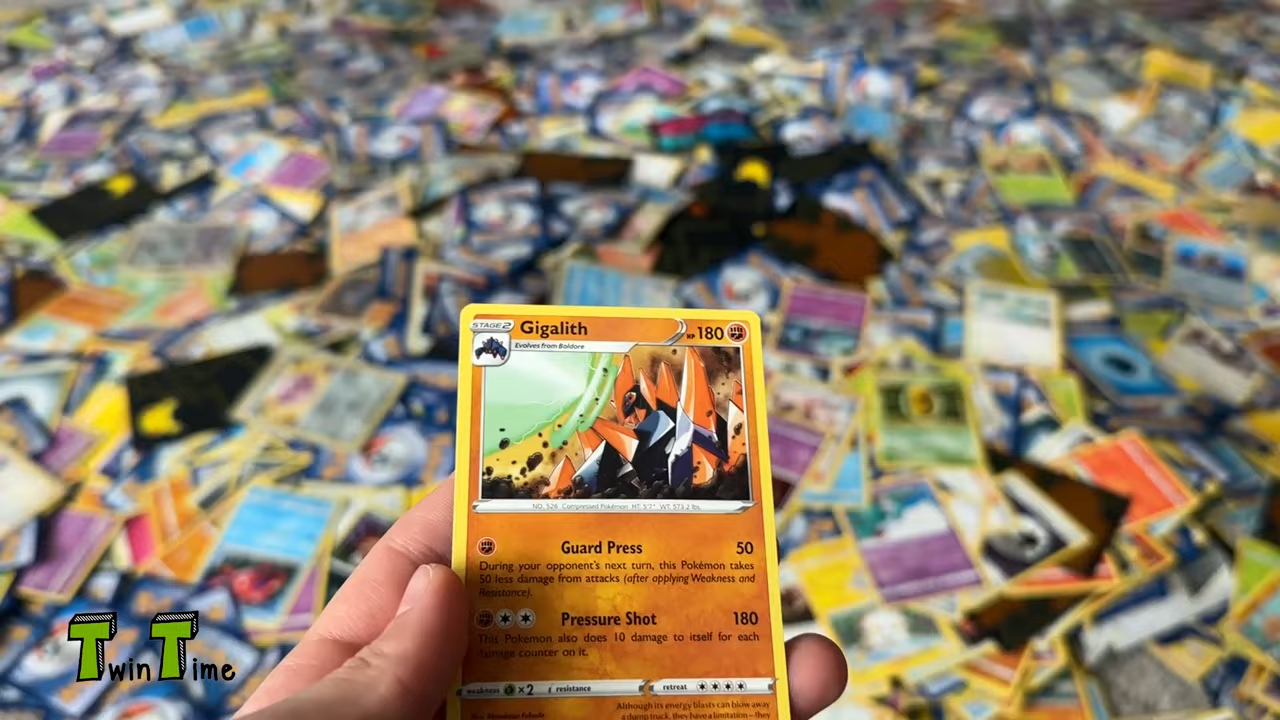 STAGE 2 Gigalith HP 180
Evolves from Boldore
NO. 526 Compressed Pokémon HT: 5'7" WT: 573.2 lbs.
Guard Press 50
During your opponent's next turn, this Pokémon takes
50 less damage from attacks (after applying Weakness and
Resistance).
Pressure Shot 180
This Pokémon also does 10 damage to itself for each
damage counter on it.
weakness ×2 resistance retreat
Although its energy blasts can blow away
a dump truck, they have a limitation—they
Twin Time